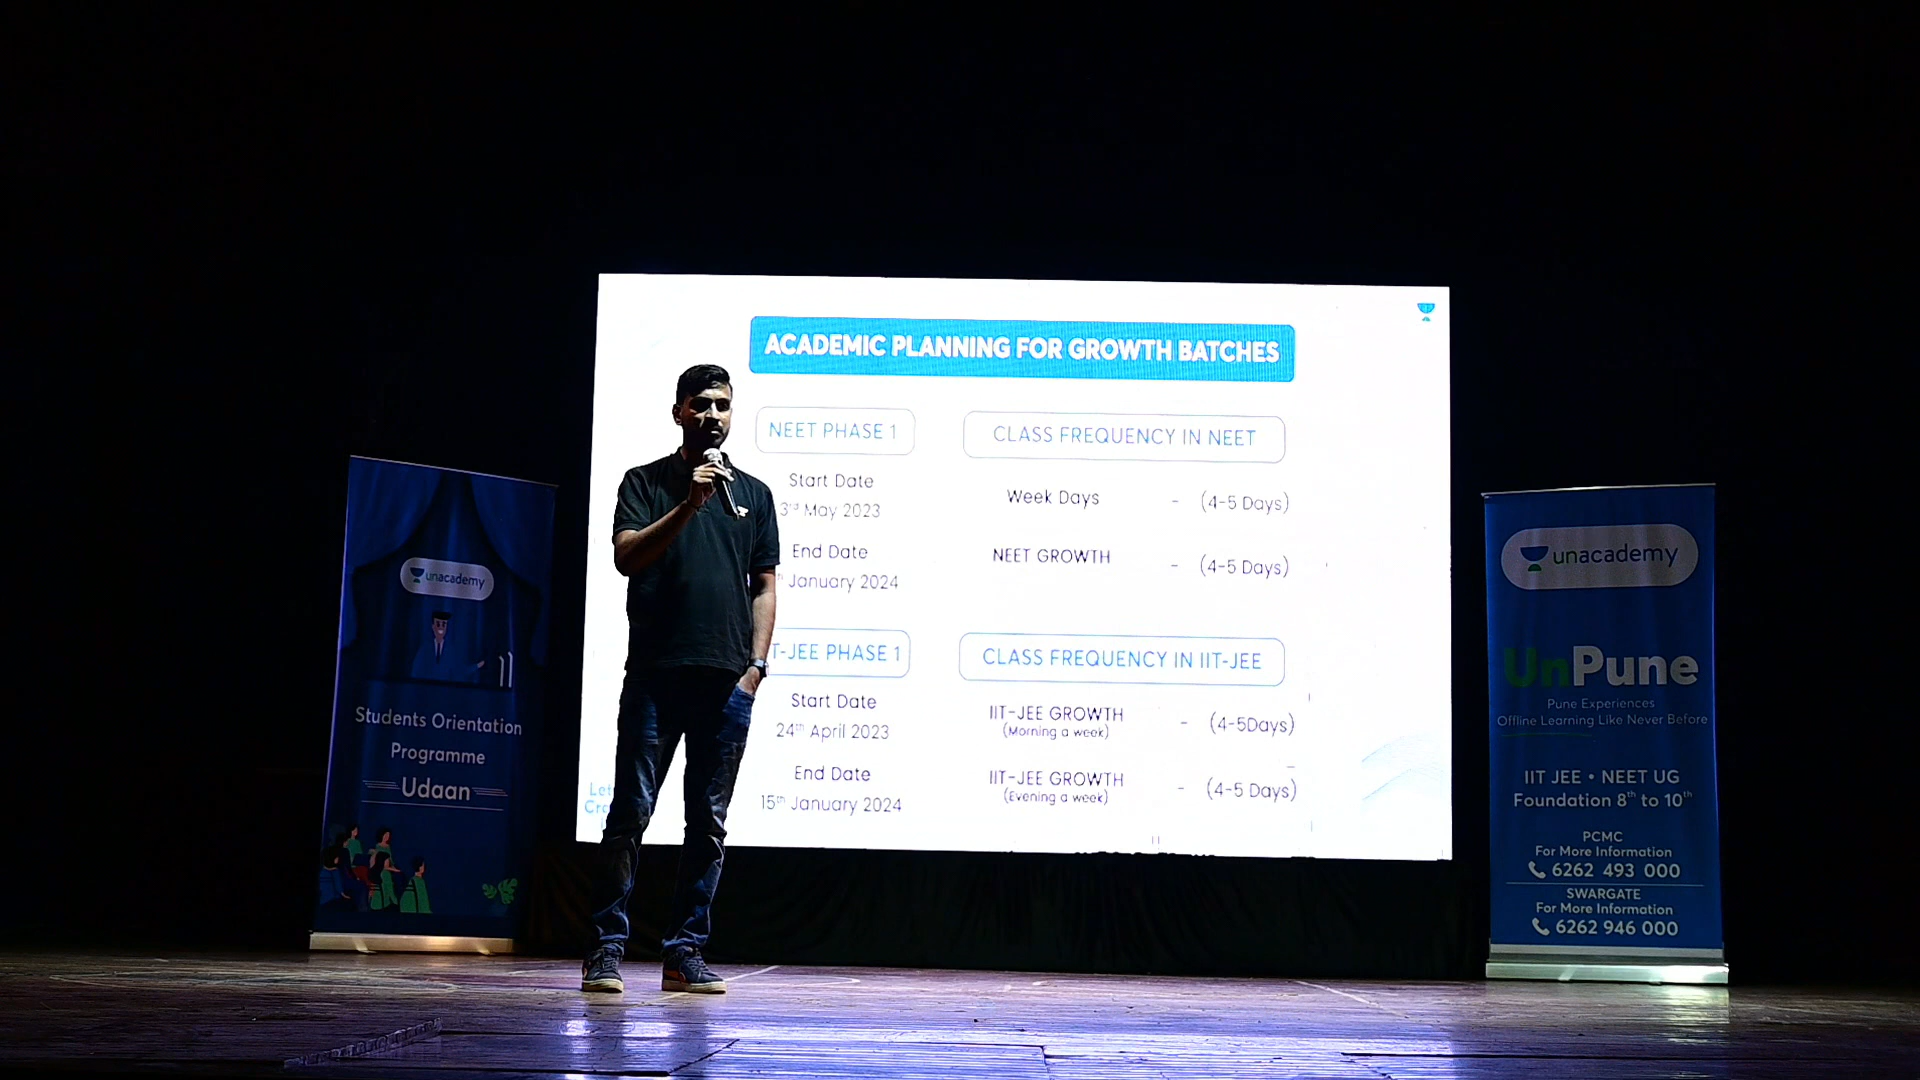 ACADEMIC PLANNING FOR GROWTH BATCHES
NEET PHASE 1
Start Date
3rd May 2023
End Date
January 2024
T-JEE PHASE 1
Start Date
24th April 2023
End Date
15th January 2024
CLASS FREQUENCY IN NEET
Week Days - (4-5 Days)
NEET GROWTH - (4-5 Days)
CLASS FREQUENCY IN IIT-JEE
IIT-JEE GROWTH - (4-5Days)
(Morning a week)
IIT-JEE GROWTH - (4-5 Days)
(Evening a week)
unacademy
Students Orientation
Programme
Udaan
unacademy
UnPune
Pune Experiences
Offline Learning Like Never Before
IIT JEE • NEET UG
Foundation 8th to 10th
PCMC
For More Information
6262 493 000
SWARGATE
For More Information
6262 946 000